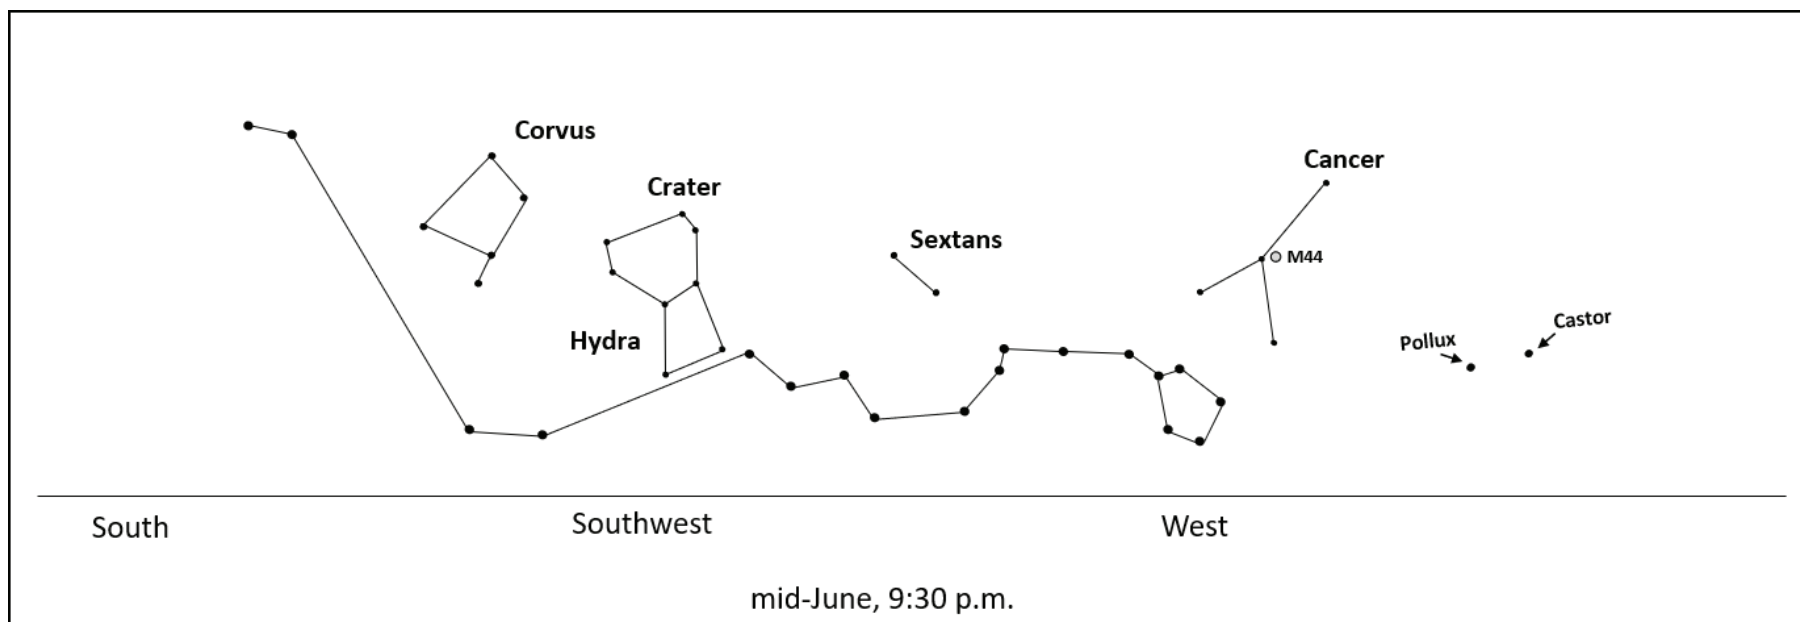 Corvus
Cancer
Crater
Sextans
M44
Castor
Hydra
Pollux
South
Southwest
West
mid-June, 9:30 p.m.